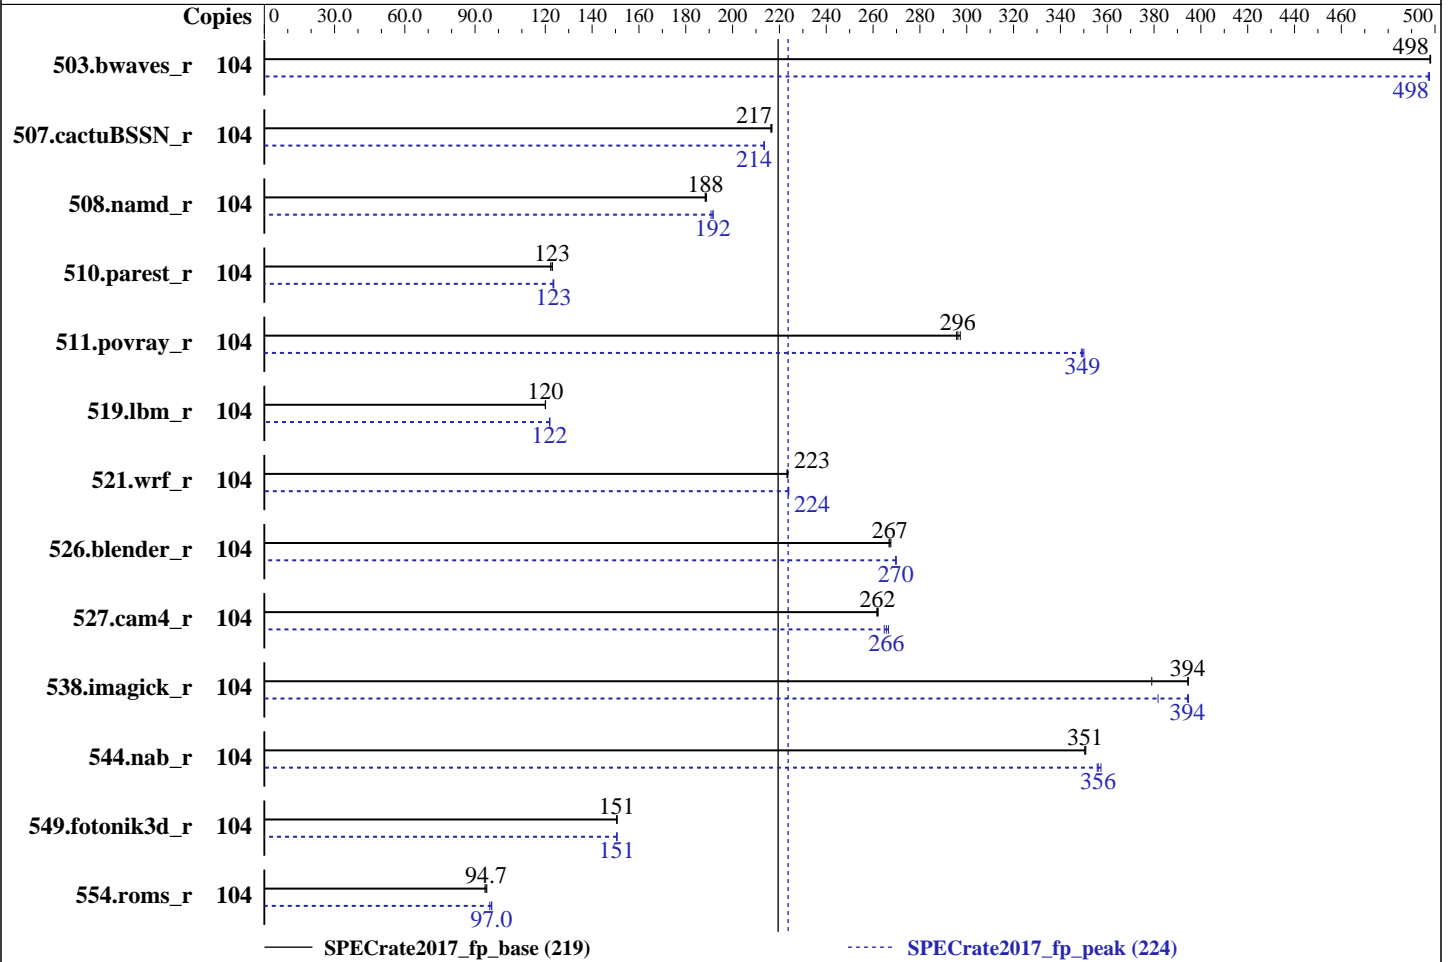 Copies 0 30.0 60.0 90.0 120 140 160 180 200 220 240 260 280 300 320 340 360 380 400 420 440 460 500
498
503.bwaves_r 104
498
217
507.cactuBSSN_r 104
214
188
508.namd_r 104
192
123
510.parest_r 104
123
296
511.povray_r 104
349
120
519.lbm_r 104
122
223
521.wrf_r 104
224
267
526.blender_r 104
270
262
527.cam4_r 104
266
394
538.imagick_r 104
394
351
544.nab_r 104
356
151
549.fotonik3d_r 104
151
94.7
554.roms_r 104
97.0
SPECrate2017_fp_base (219) SPECrate2017_fp_peak (224)